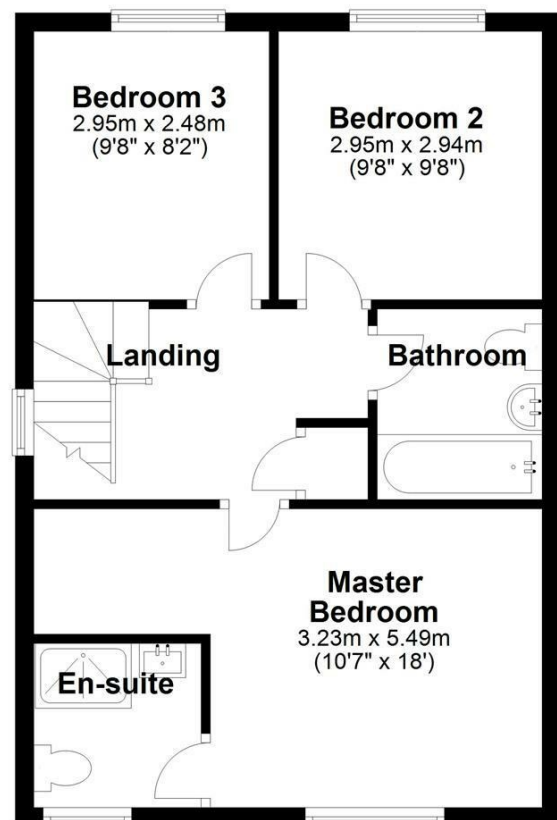 Bedroom 3
2.95m x 2.48m
(9'8" x 8'2")
Bedroom 2
2.95m x 2.94m
(9'8" x 9'8")
Landing
Bathroom
Master
Bedroom
3.23m x 5.49m
(10'7" x 18')
En-suite